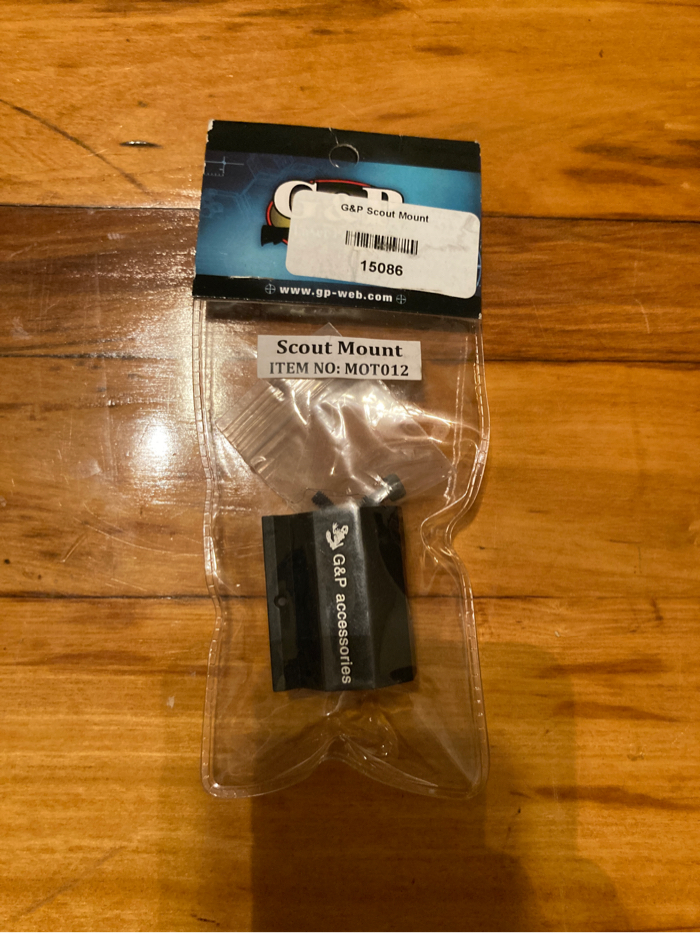 G&P
G&P Scout Mount
15086
www.gp-web.com
Scout Mount
ITEM NO: MOT012
G&P accessories